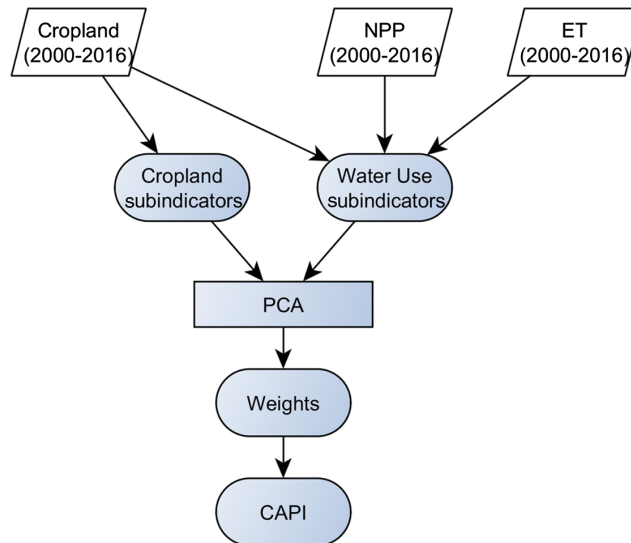 Cropland
(2000-2016)
NPP
(2000-2016)
ET
(2000-2016)
Cropland
subindicators
Water Use
subindicators
PCA
Weights
CAPI